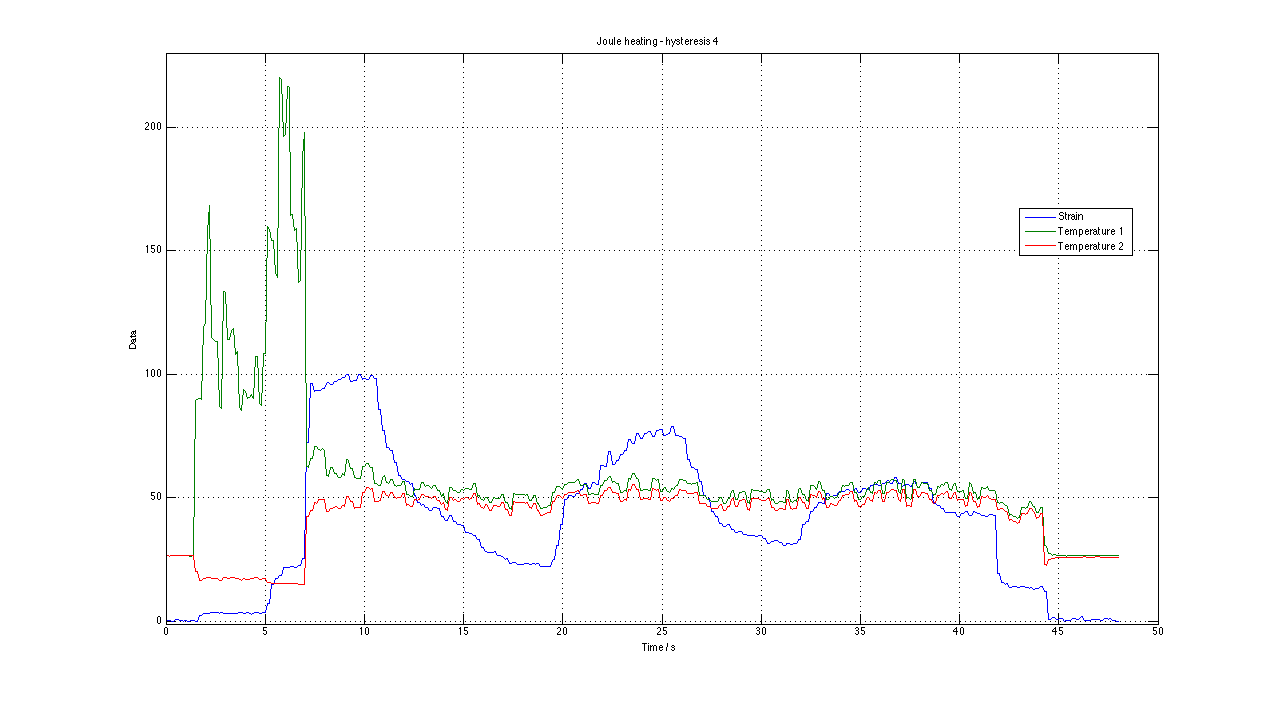 Joule heating - hysteresis 4
200
150
100
50
0
Data
Strain
Temperature 1
Temperature 2
0 5 10 15 20 25 30 35 40 45 50
Time / s